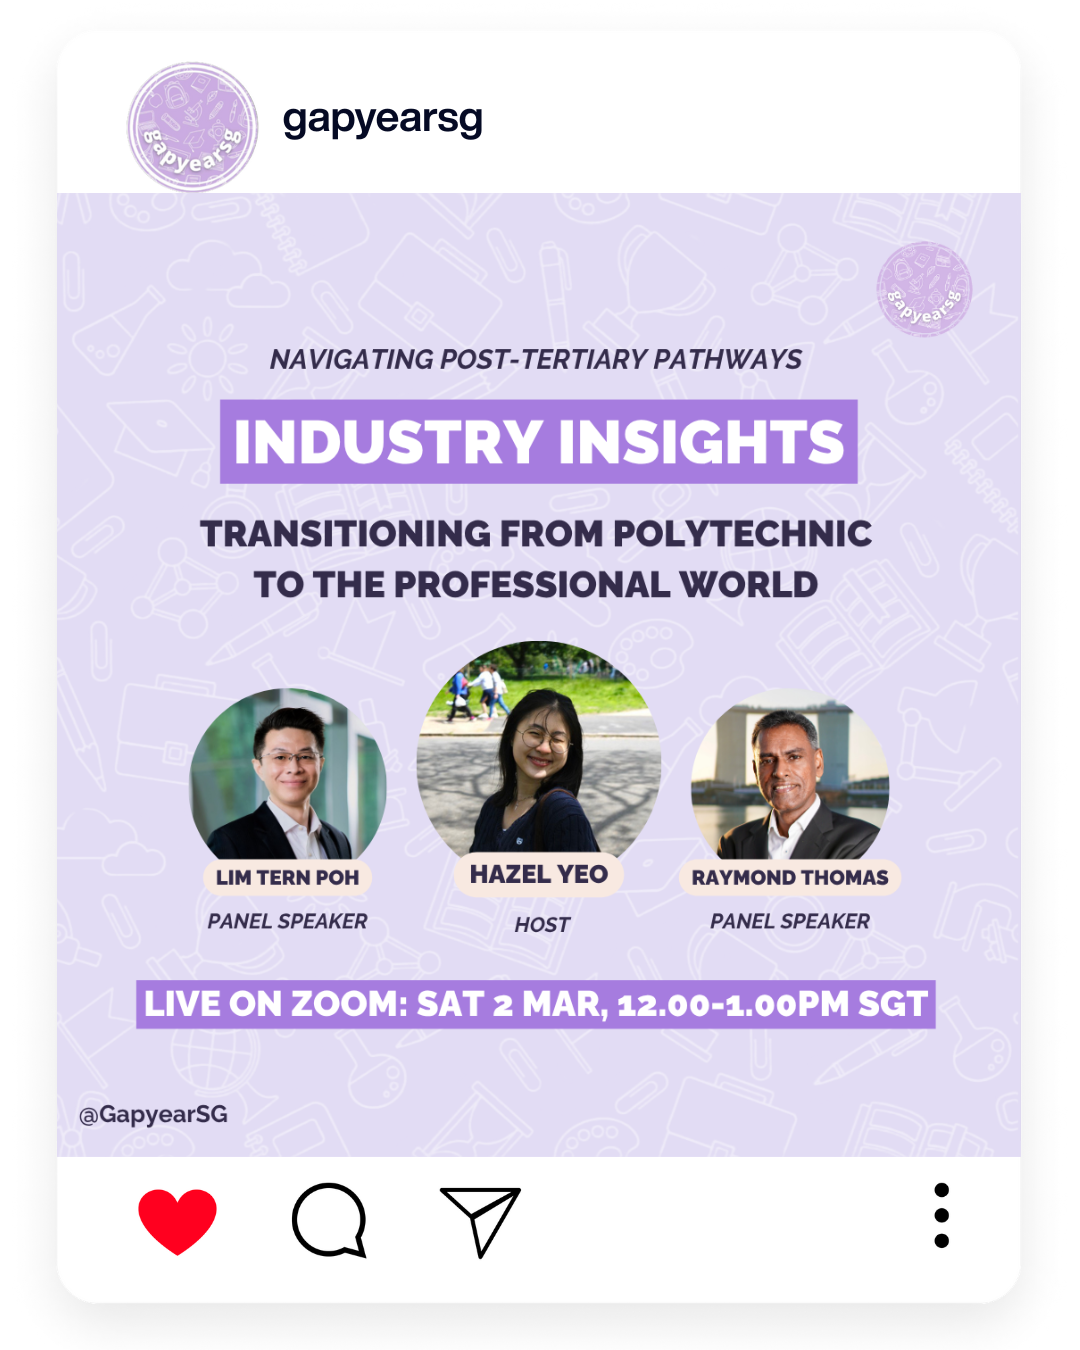 gapyearsg
gapyearsg
gapyearsg
NAVIGATING POST-TERTIARY PATHWAYS
INDUSTRY INSIGHTS
TRANSITIONING FROM POLYTECHNIC
TO THE PROFESSIONAL WORLD
LIM TERN POH
HAZEL YEO
RAYMOND THOMAS
PANEL SPEAKER
HOST
PANEL SPEAKER
LIVE ON ZOOM: SAT 2 MAR, 12.00-1.00PM SGT
@GapyearSG